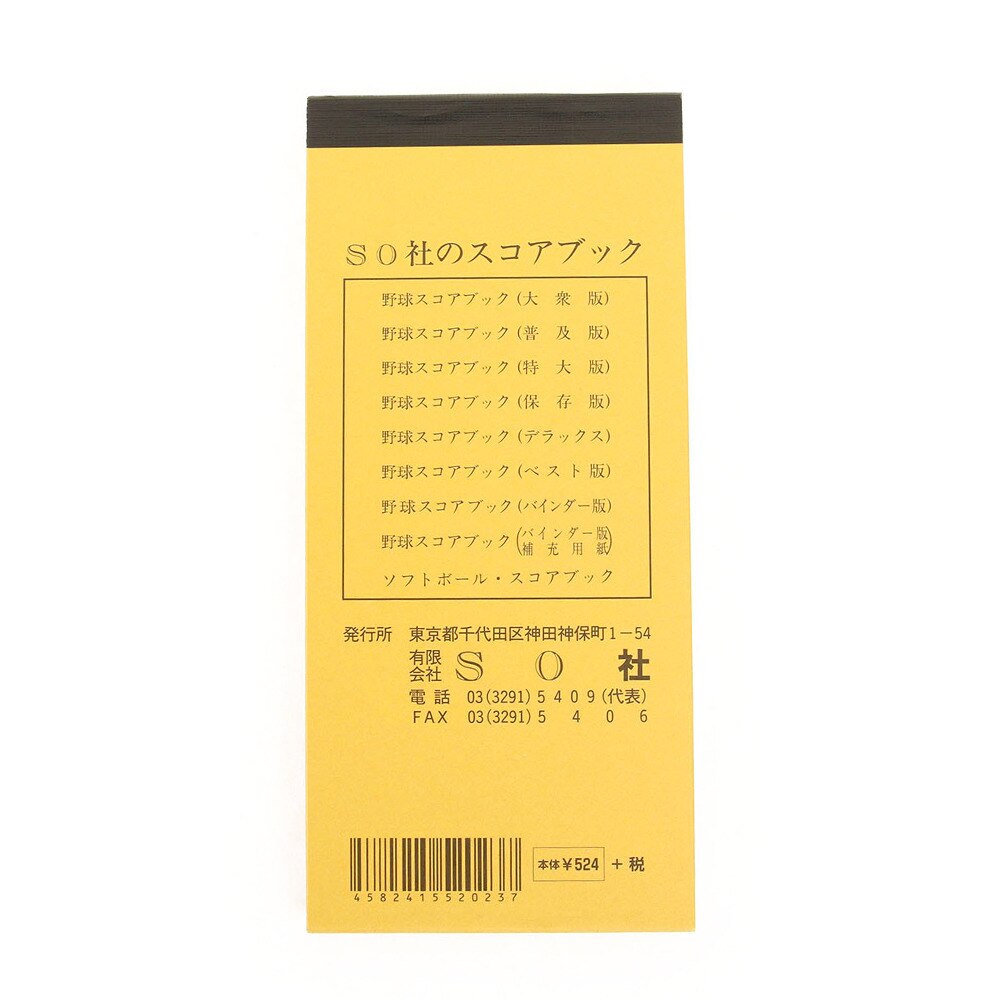 SO社のスコアブック
野球スコアブック(大衆版)
野球スコアブック(普及版)
野球スコアブック(特大版)
野球スコアブック(保存版)
野球スコアブック(デラックス)
野球スコアブック(ベスト版)
野球スコアブック(バインダー版)
野球スコアブック(バインダー版補充用紙)
ソフトボール・スコアブック
発行所 東京都千代田区神田神保町1-54
有限会社 SO社
電話 03(3291)5409(代表)
FAX 03(3291)5406
本体¥524 +税
4582415520237